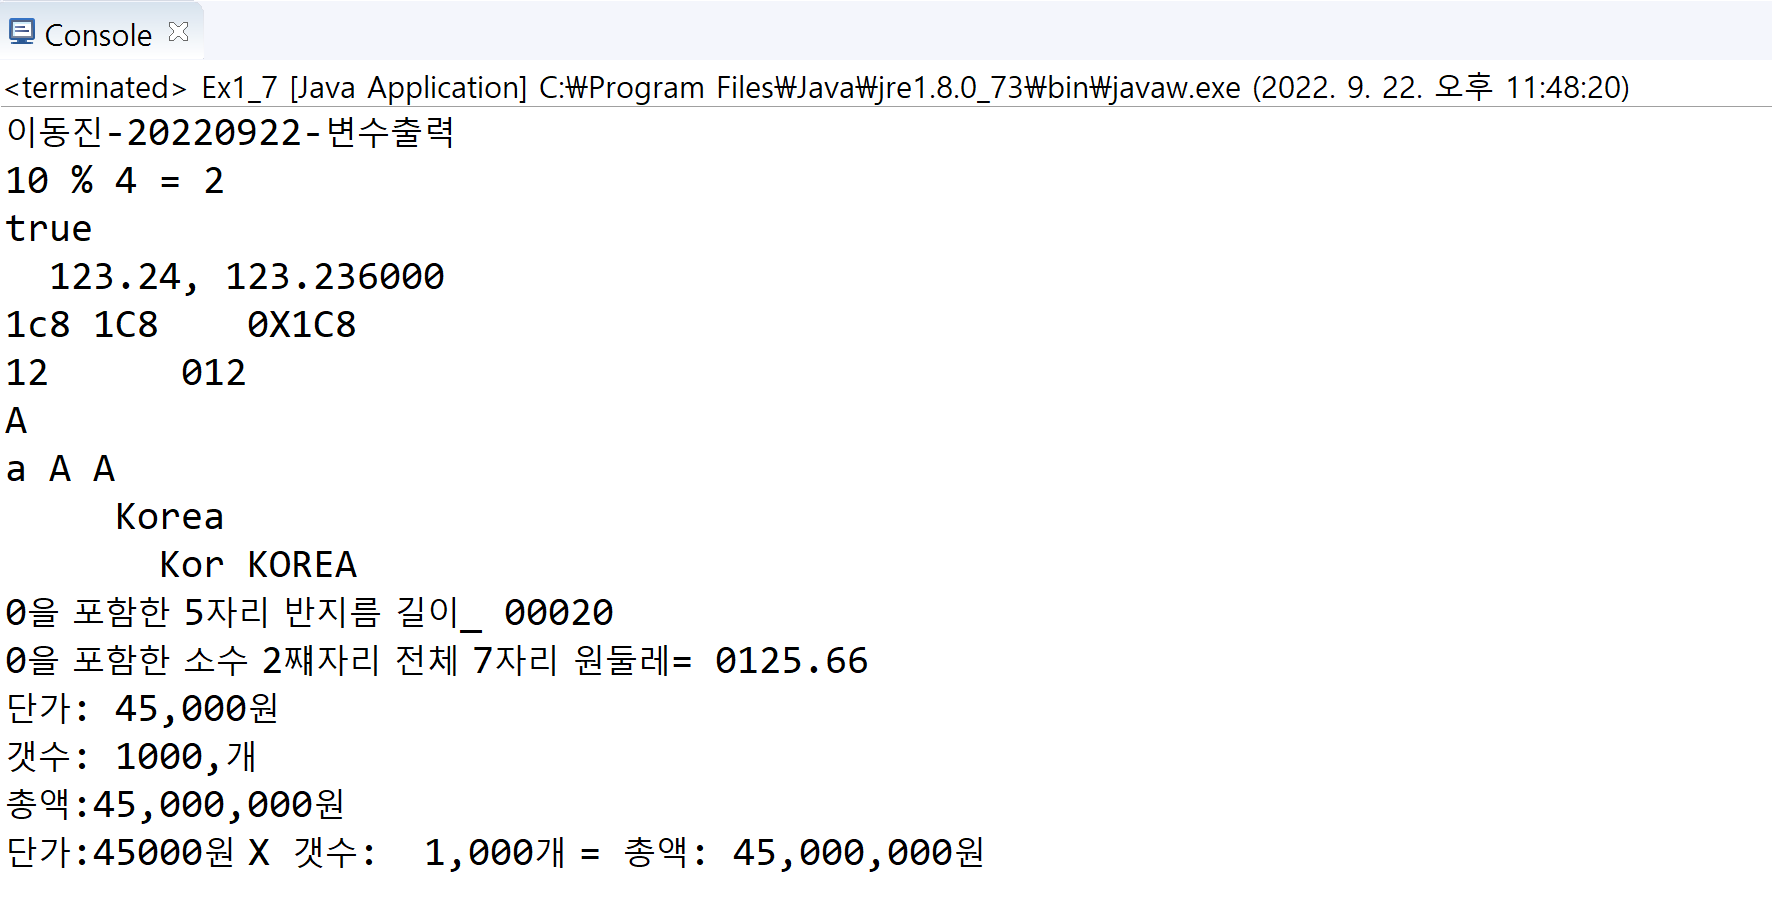 Console
<terminated> Ex1_7 [Java Application] C:₩Program Files₩Java₩jre1.8.0_73₩bin₩javaw.exe (2022. 9. 22. 오후 11:48:20)
이동진-20220922-변수출력
10 % 4 = 2
true
  123.24, 123.236000
1c8 1C8    0X1C8
12      012
A
a A A
     Korea
       Kor KOREA
0을 포함한 5자리 반지름 길이_ 00020
0을 포함한 소수 2쨰자리 전체 7자리 원둘레= 0125.66
단가: 45,000원
갯수: 1000,개
총액:45,000,000원
단가:45000원 X 갯수:  1,000개 = 총액: 45,000,000원